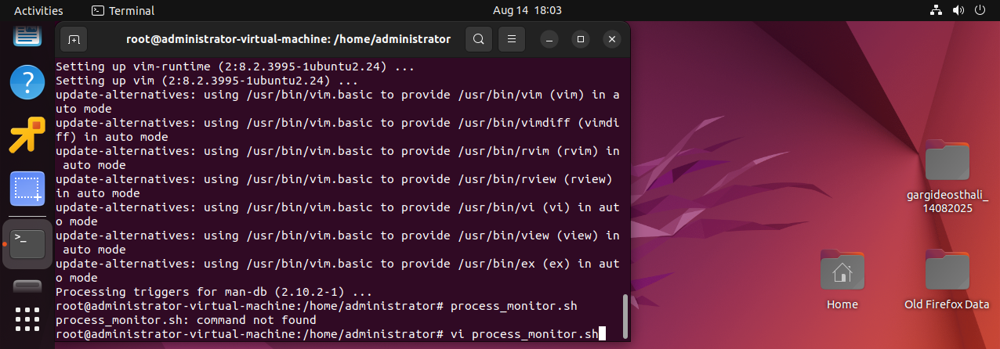 Activities
Terminal
Aug 14 18:03
root@administrator-virtual-machine: /home/administrator
Setting up vim-runtime (2:8.2.3995-1ubuntu2.24) ...
Setting up vim (2:8.2.3995-1ubuntu2.24) ...
update-alternatives: using /usr/bin/vim.basic to provide /usr/bin/vim (vim) in a
uto mode
update-alternatives: using /usr/bin/vim.basic to provide /usr/bin/vimdiff (vimdi
ff) in auto mode
update-alternatives: using /usr/bin/vim.basic to provide /usr/bin/rvim (rvim) in
 auto mode
update-alternatives: using /usr/bin/vim.basic to provide /usr/bin/rview (rview)
in auto mode
update-alternatives: using /usr/bin/vim.basic to provide /usr/bin/vi (vi) in aut
o mode
update-alternatives: using /usr/bin/vim.basic to provide /usr/bin/view (view) in
 auto mode
update-alternatives: using /usr/bin/vim.basic to provide /usr/bin/ex (ex) in aut
o mode
Processing triggers for man-db (2.10.2-1) ...
root@administrator-virtual-machine:/home/administrator# process_monitor.sh
process_monitor.sh: command not found
root@administrator-virtual-machine:/home/administrator# vi process_monitor.sh
gargideosthali_
14082025
Home
Old Firefox Data